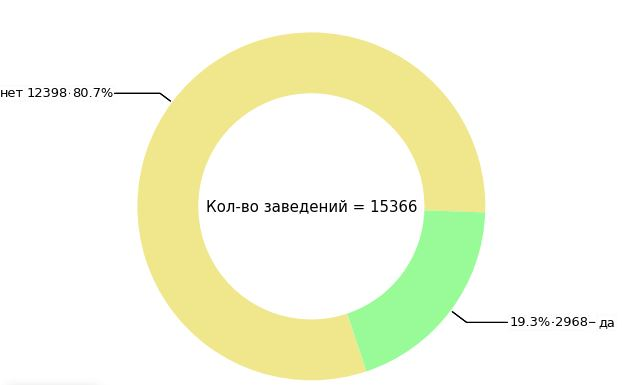 нет 12398·80.7%
Кол-во заведений = 15366
19.3%·2968– да